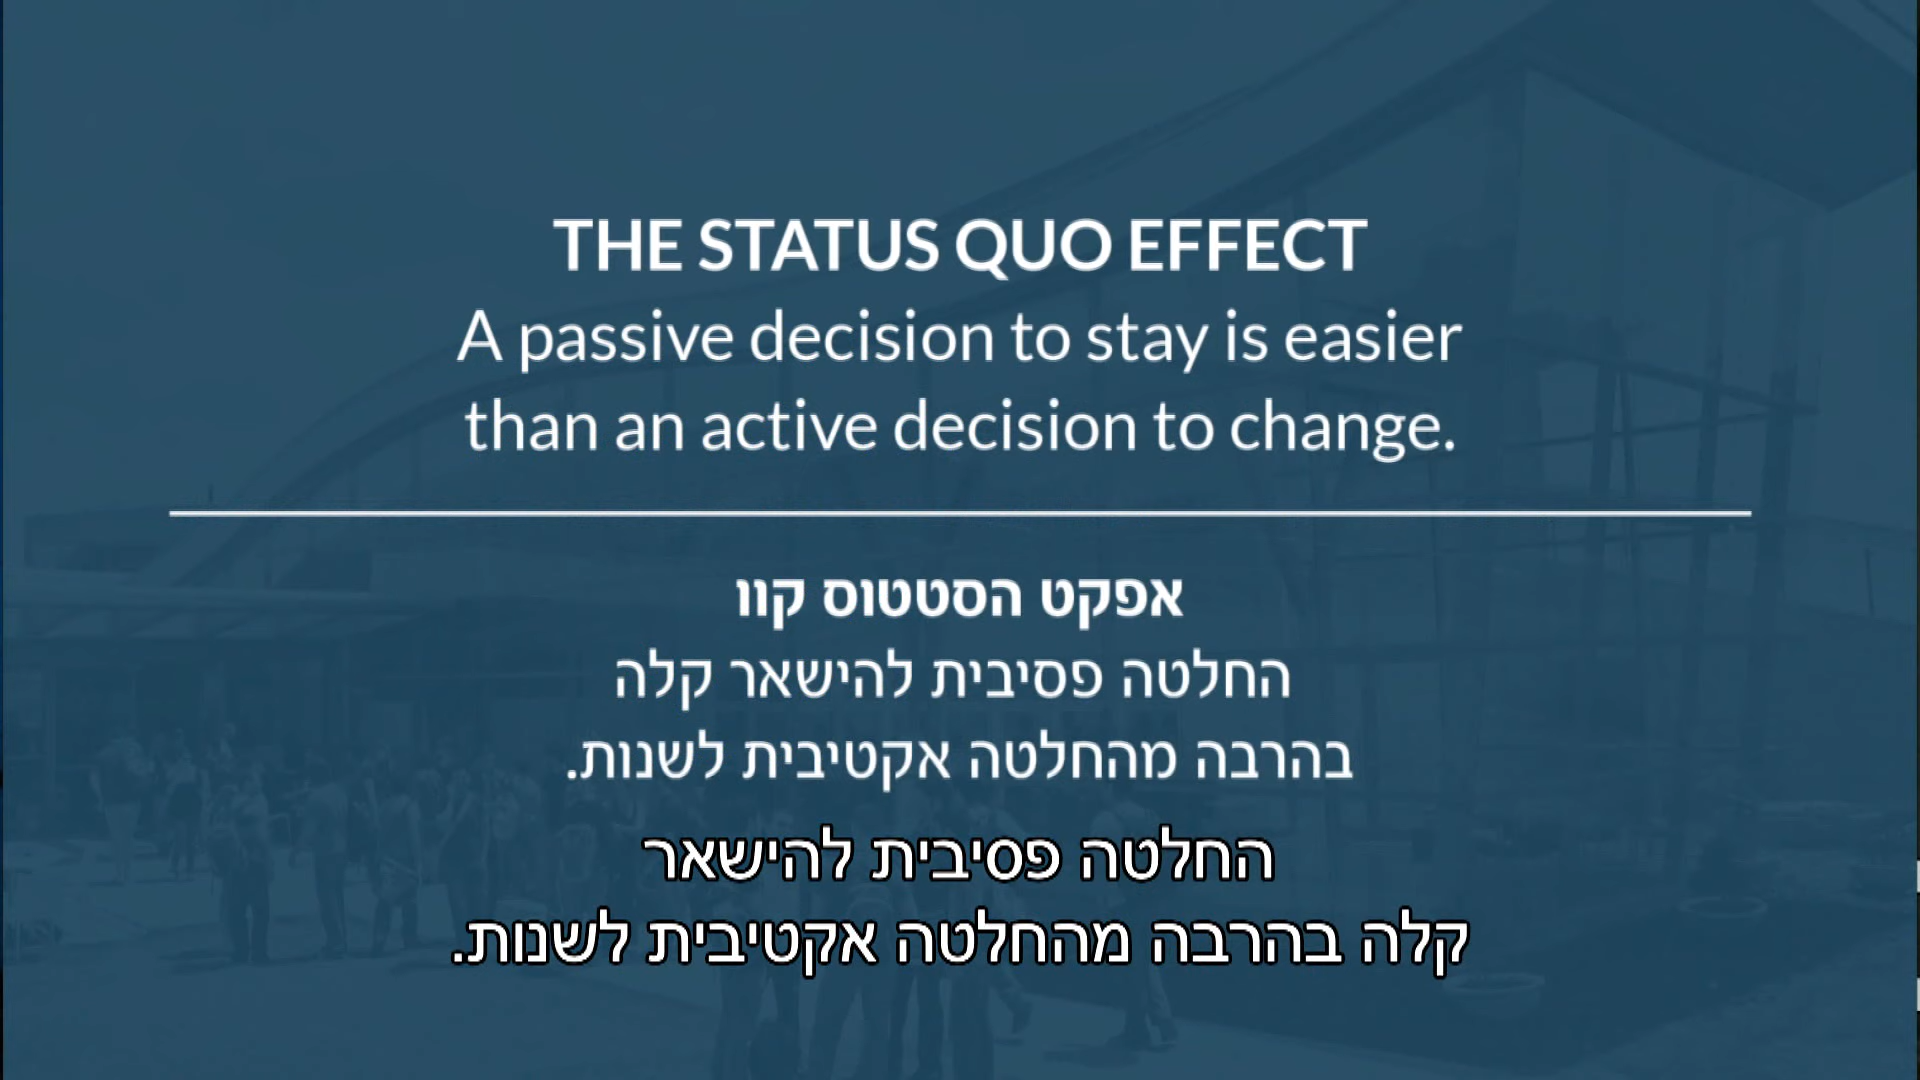 THE STATUS QUO EFFECT
A passive decision to stay is easier
than an active decision to change.
אפקט הסטטוס קוו
החלטה פסיבית להישאר קלה
בהרבה מהחלטה אקטיבית לשנות.
החלטה פסיבית להישאר
קלה בהרבה מהחלטה אקטיבית לשנות.